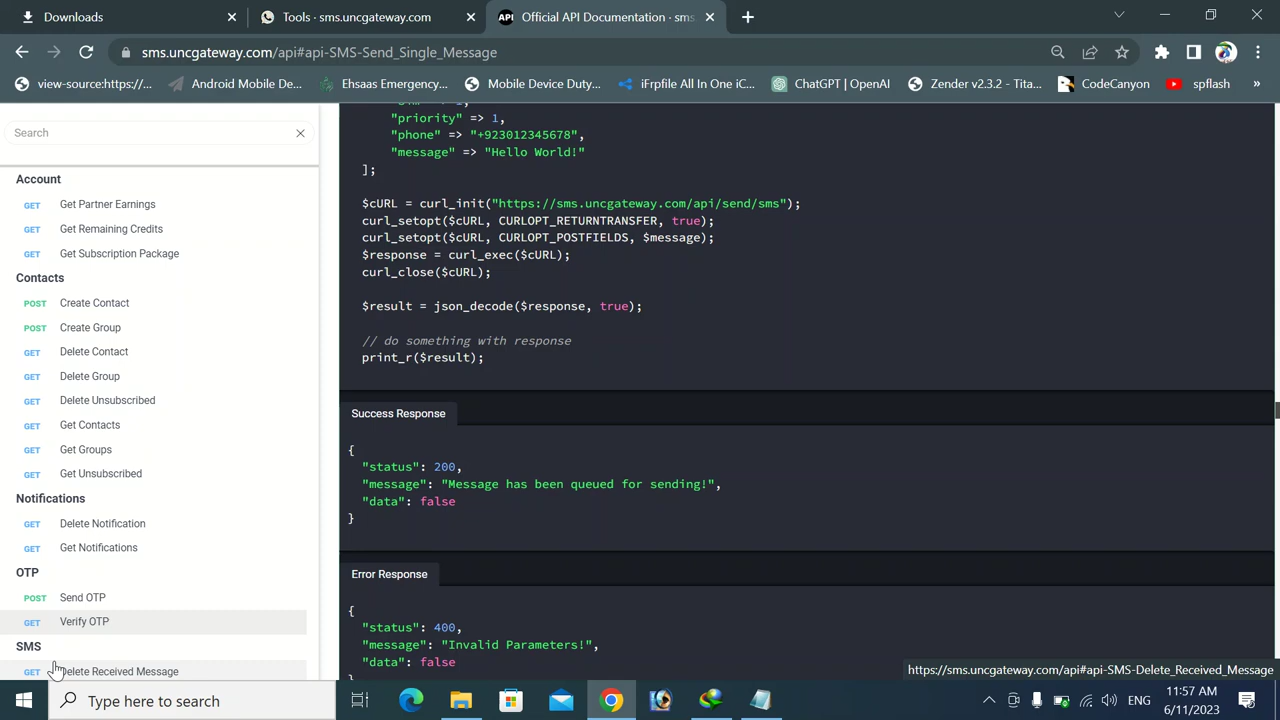 Downloads
Tools · sms.uncgateway.com
API Official API Documentation · sms
sms.uncgateway.com/api#api-SMS-Send_Single_Message
view-source:https://...
Android Mobile De...
Ehsaas Emergency...
Mobile Device Duty...
iFrpfile All In One iC...
ChatGPT | OpenAI
Zender v2.3.2 - Tita...
CodeCanyon
spflash
»
Search
Account
GET Get Partner Earnings
GET Get Remaining Credits
GET Get Subscription Package
Contacts
POST Create Contact
POST Create Group
GET Delete Contact
GET Delete Group
GET Delete Unsubscribed
GET Get Contacts
GET Get Groups
GET Get Unsubscribed
Notifications
GET Delete Notification
GET Get Notifications
OTP
POST Send OTP
GET Verify OTP
SMS
GET Delete Received Message
"priority" => 1,
"phone" => "+923012345678",
"message" => "Hello World!"
];
$cURL = curl_init("https://sms.uncgateway.com/api/send/sms");
curl_setopt($cURL, CURLOPT_RETURNTRANSFER, true);
curl_setopt($cURL, CURLOPT_POSTFIELDS, $message);
$response = curl_exec($cURL);
curl_close($cURL);
$result = json_decode($response, true);
// do something with response
print_r($result);
Success Response
{
"status": 200,
"message": "Message has been queued for sending!",
"data": false
}
Error Response
{
"status": 400,
"message": "Invalid Parameters!",
"data": false
https://sms.uncgateway.com/api#api-SMS-Delete_Received_Message
Type here to search
ENG
11:57 AM
6/11/2023